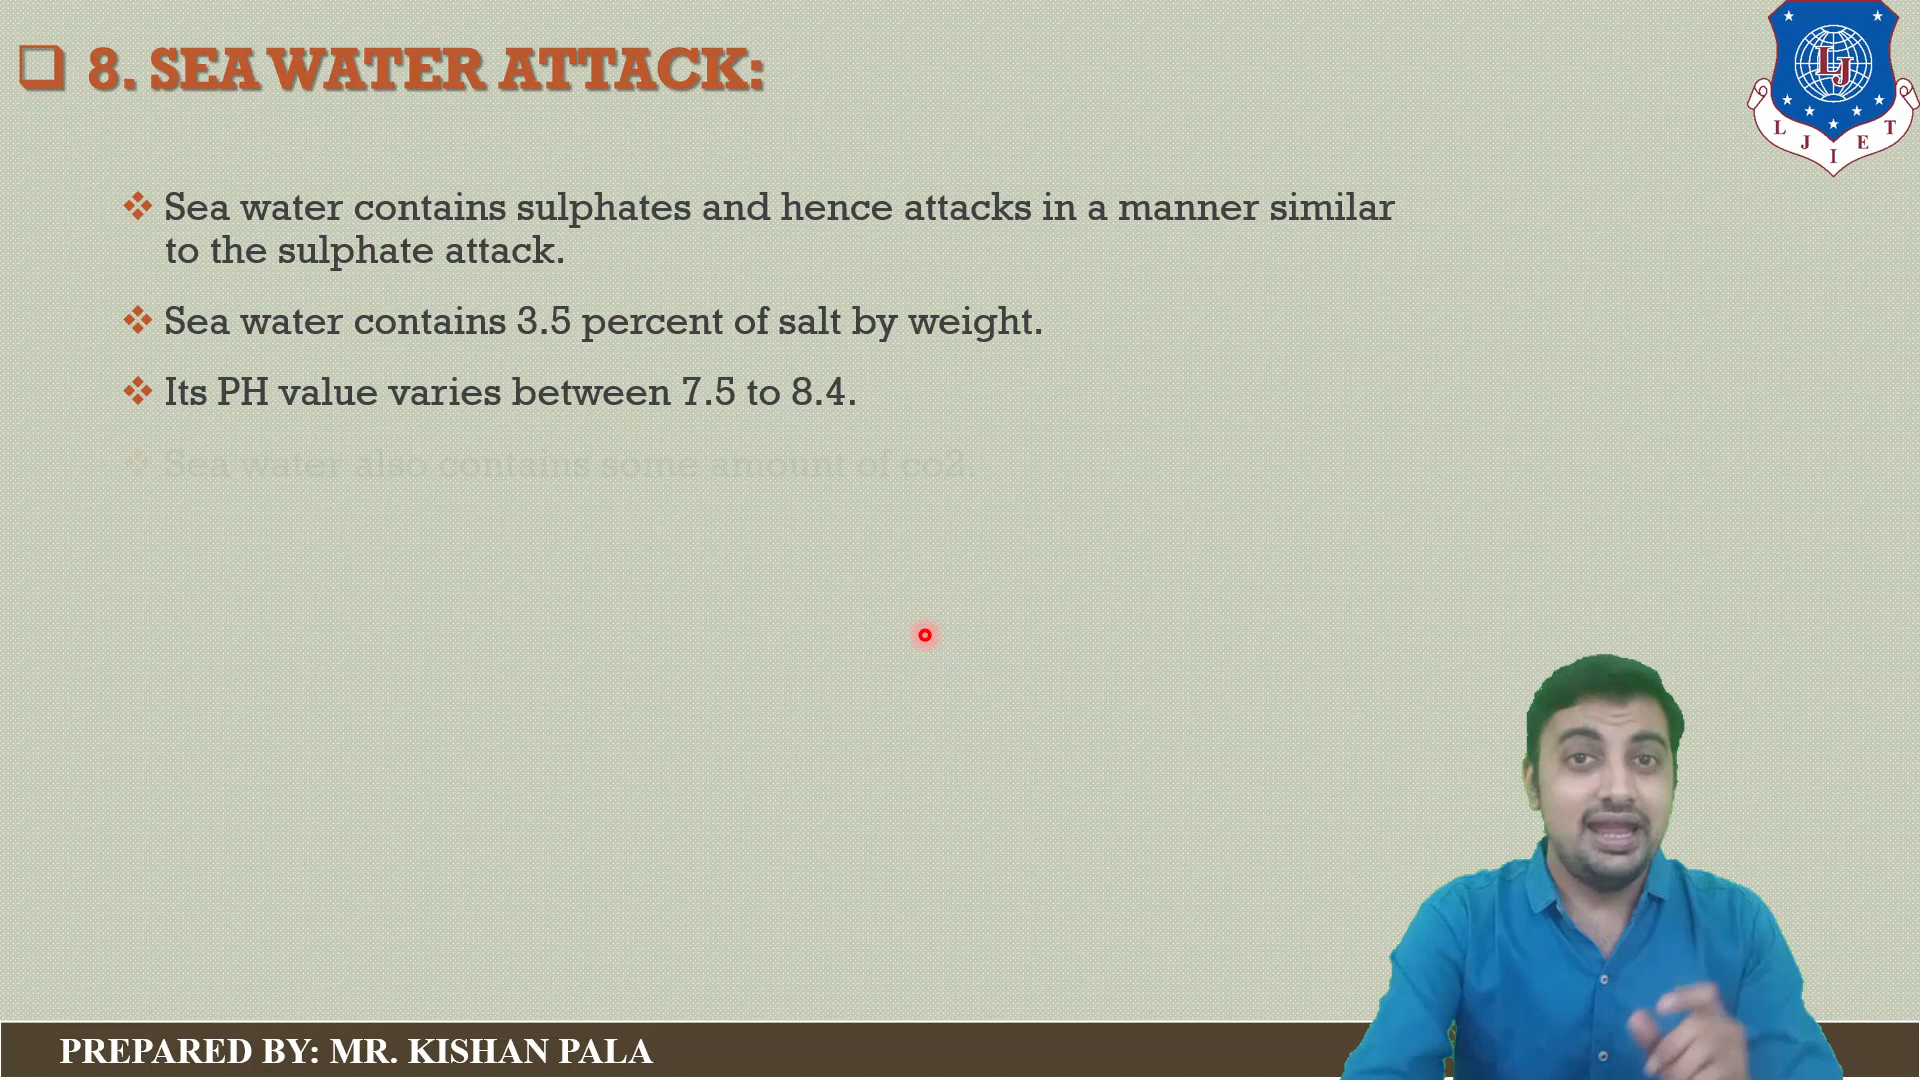 8. SEA WATER ATTACK:
Sea water contains sulphates and hence attacks in a manner similar
to the sulphate attack.
Sea water contains 3.5 percent of salt by weight.
Its PH value varies between 7.5 to 8.4.
Sea water also contains some amount of co2.
LJ
L J I E T
PREPARED BY: MR. KISHAN PALA